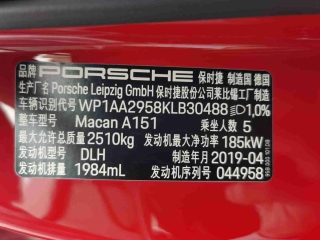 品牌 PORSCHE 保时捷 制造国 德国
生产厂名/Porsche Leipzig GmbH 保时捷股份公司莱比锡工厂制造
车辆识别代号 WP1AA2958KLB30488 1,0%
整车型号 Macan A151 乘坐人数 5
最大允许总质量 2510kg 发动机最大净功率 185kW
发动机型号 DLH 制造年月 2019-04
发动机排量 1984mL 发动机序列号 044958